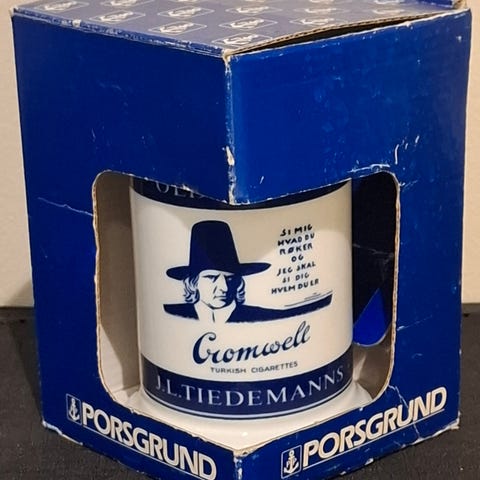 SI MIG
HVAD DU
RØKER
OG
JEG SKAL
SI DIG
HVEM DU ER
Cromwell
TURKISH CIGARETTES
J.L.TIEDEMANNS
PORSGRUND
PORSGRUND